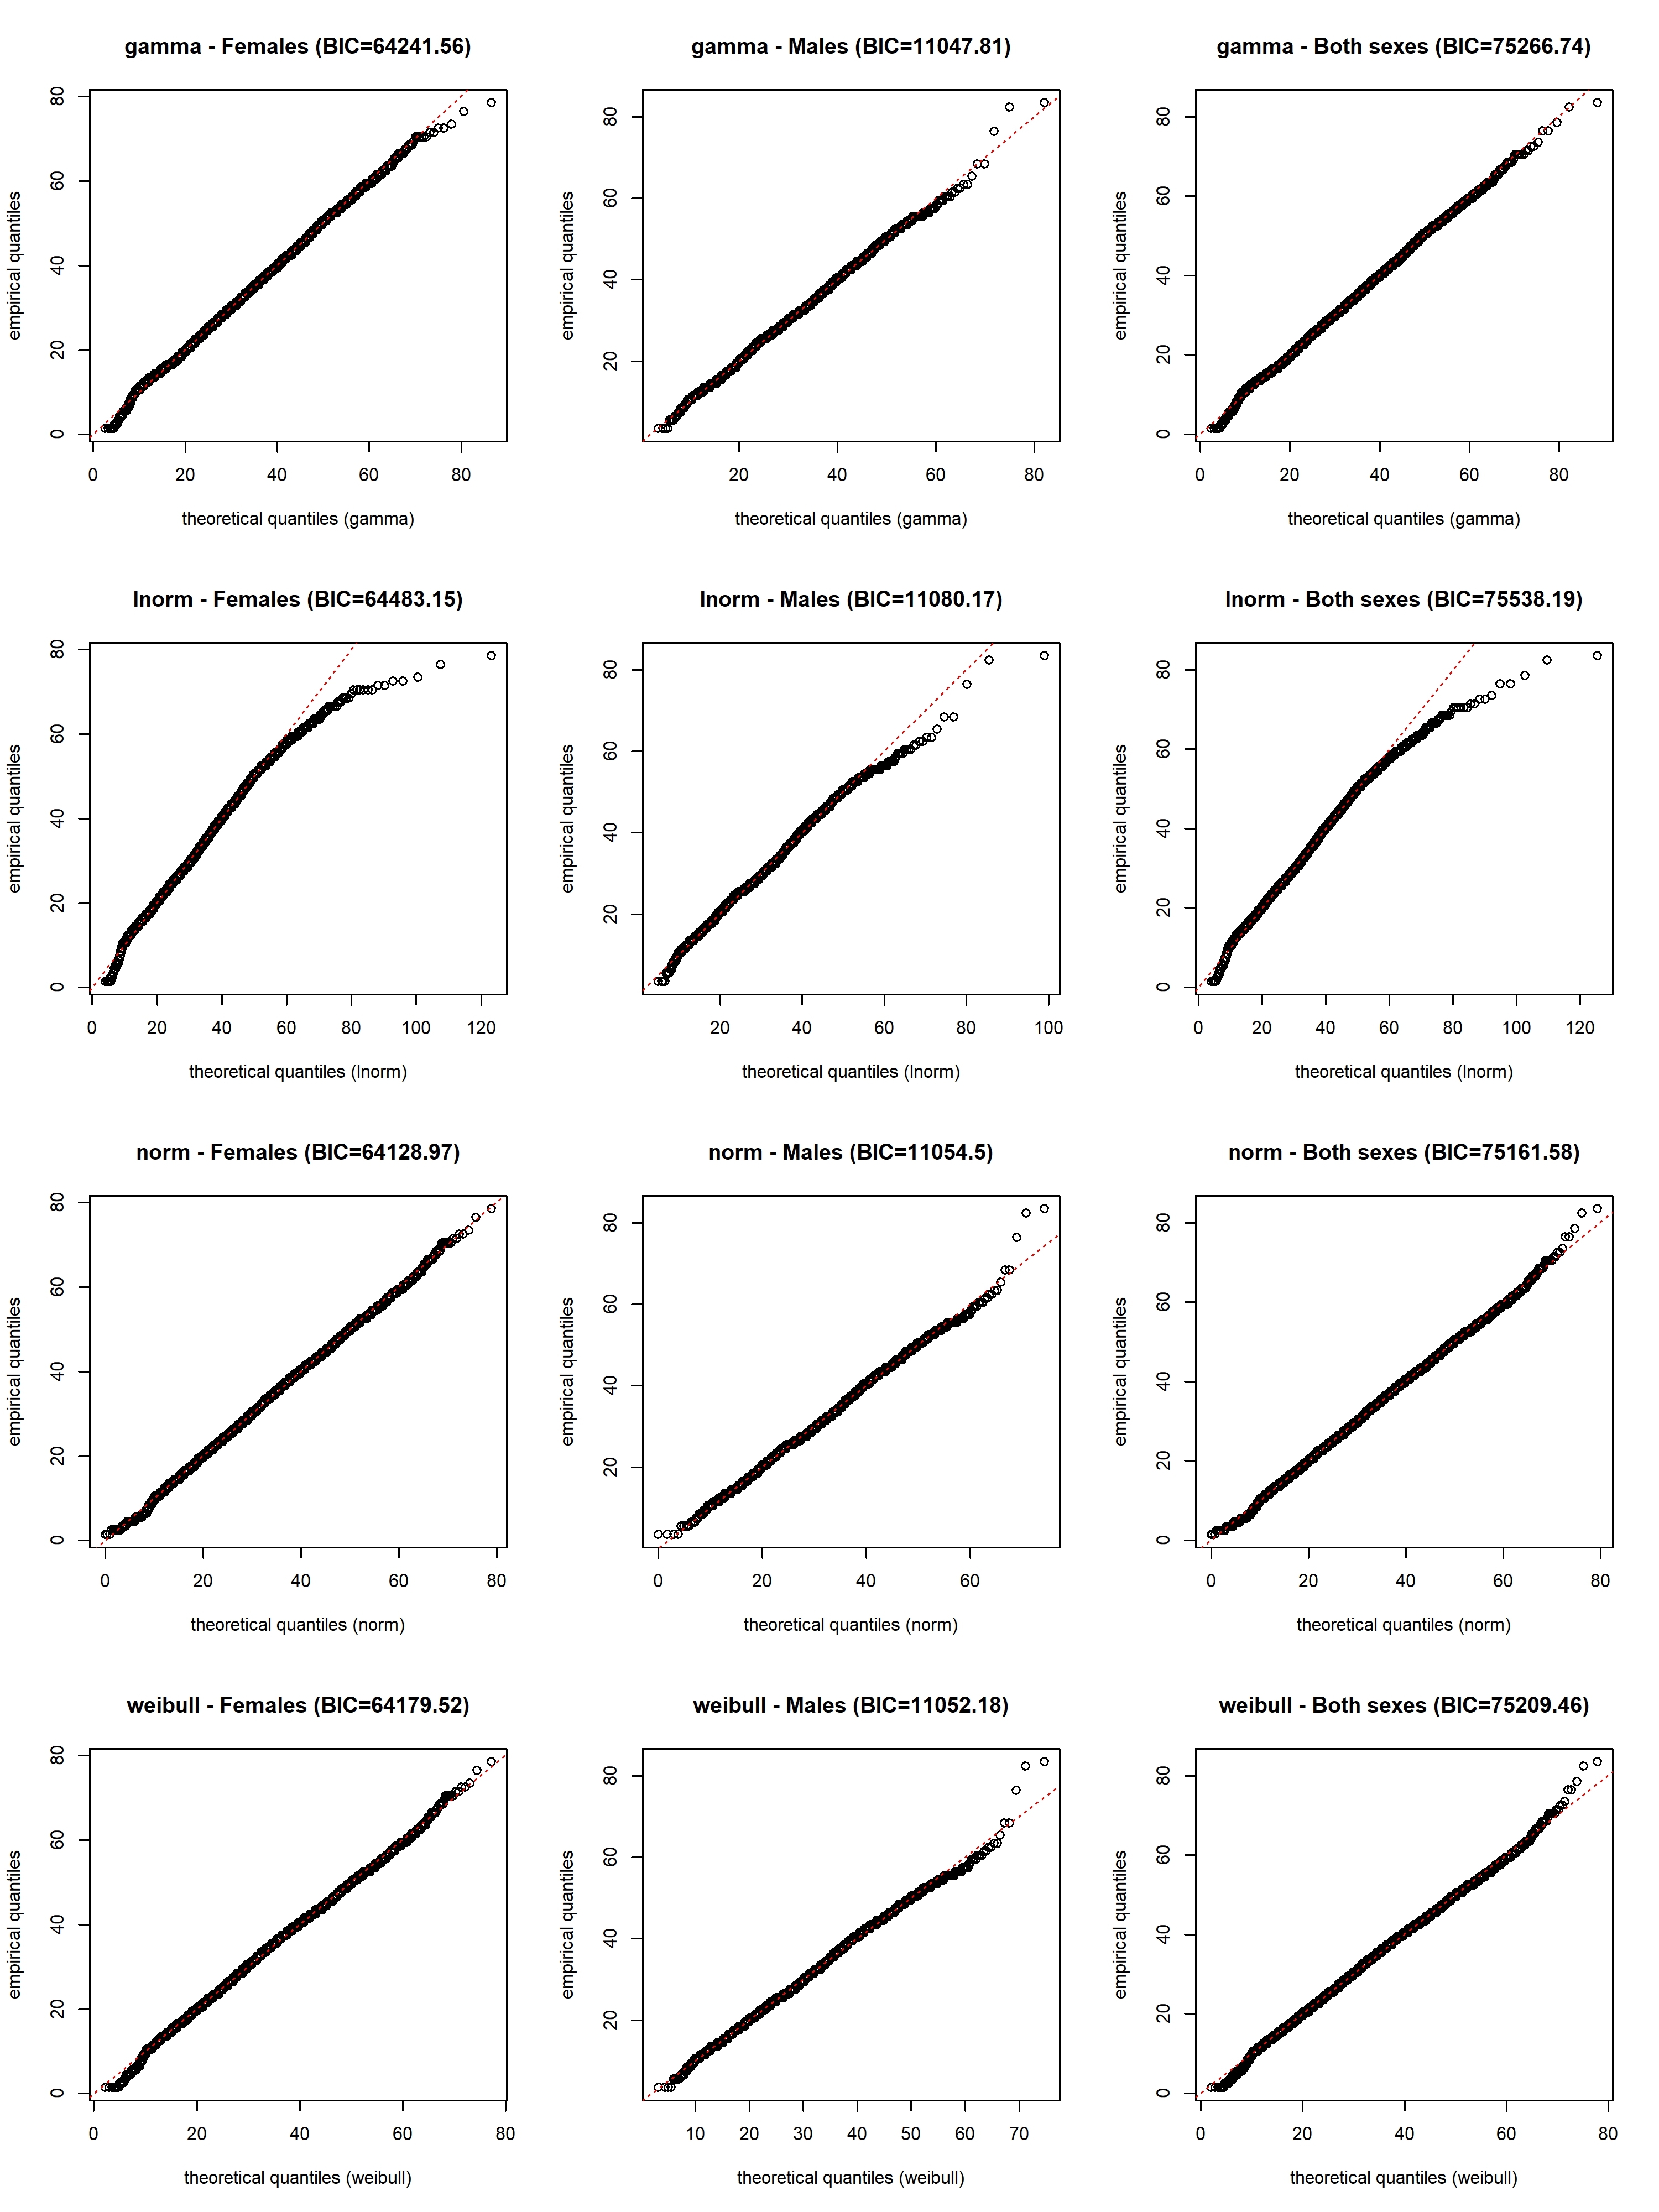 gamma - Females (BIC=64241.56)
80
60
40
20
0
empirical quantiles
0 20 40 60 80
theoretical quantiles (gamma)
gamma - Males (BIC=11047.81)
80
60
40
20
empirical quantiles
20 40 60 80
theoretical quantiles (gamma)
gamma - Both sexes (BIC=75266.74)
80
60
40
20
0
empirical quantiles
0 20 40 60 80
theoretical quantiles (gamma)
lnorm - Females (BIC=64483.15)
80
60
40
20
0
empirical quantiles
0 20 40 60 80 100 120
theoretical quantiles (lnorm)
lnorm - Males (BIC=11080.17)
80
60
40
20
empirical quantiles
20 40 60 80 100
theoretical quantiles (lnorm)
lnorm - Both sexes (BIC=75538.19)
80
60
40
20
0
empirical quantiles
0 20 40 60 80 100 120
theoretical quantiles (lnorm)
norm - Females (BIC=64128.97)
80
60
40
20
0
empirical quantiles
0 20 40 60 80
theoretical quantiles (norm)
norm - Males (BIC=11054.5)
80
60
40
20
empirical quantiles
0 20 40 60
theoretical quantiles (norm)
norm - Both sexes (BIC=75161.58)
80
60
40
20
0
empirical quantiles
0 20 40 60 80
theoretical quantiles (norm)
weibull - Females (BIC=64179.52)
80
60
40
20
0
empirical quantiles
0 20 40 60 80
theoretical quantiles (weibull)
weibull - Males (BIC=11052.18)
80
60
40
20
empirical quantiles
10 20 30 40 50 60 70
theoretical quantiles (weibull)
weibull - Both sexes (BIC=75209.46)
80
60
40
20
0
empirical quantiles
0 20 40 60 80
theoretical quantiles (weibull)